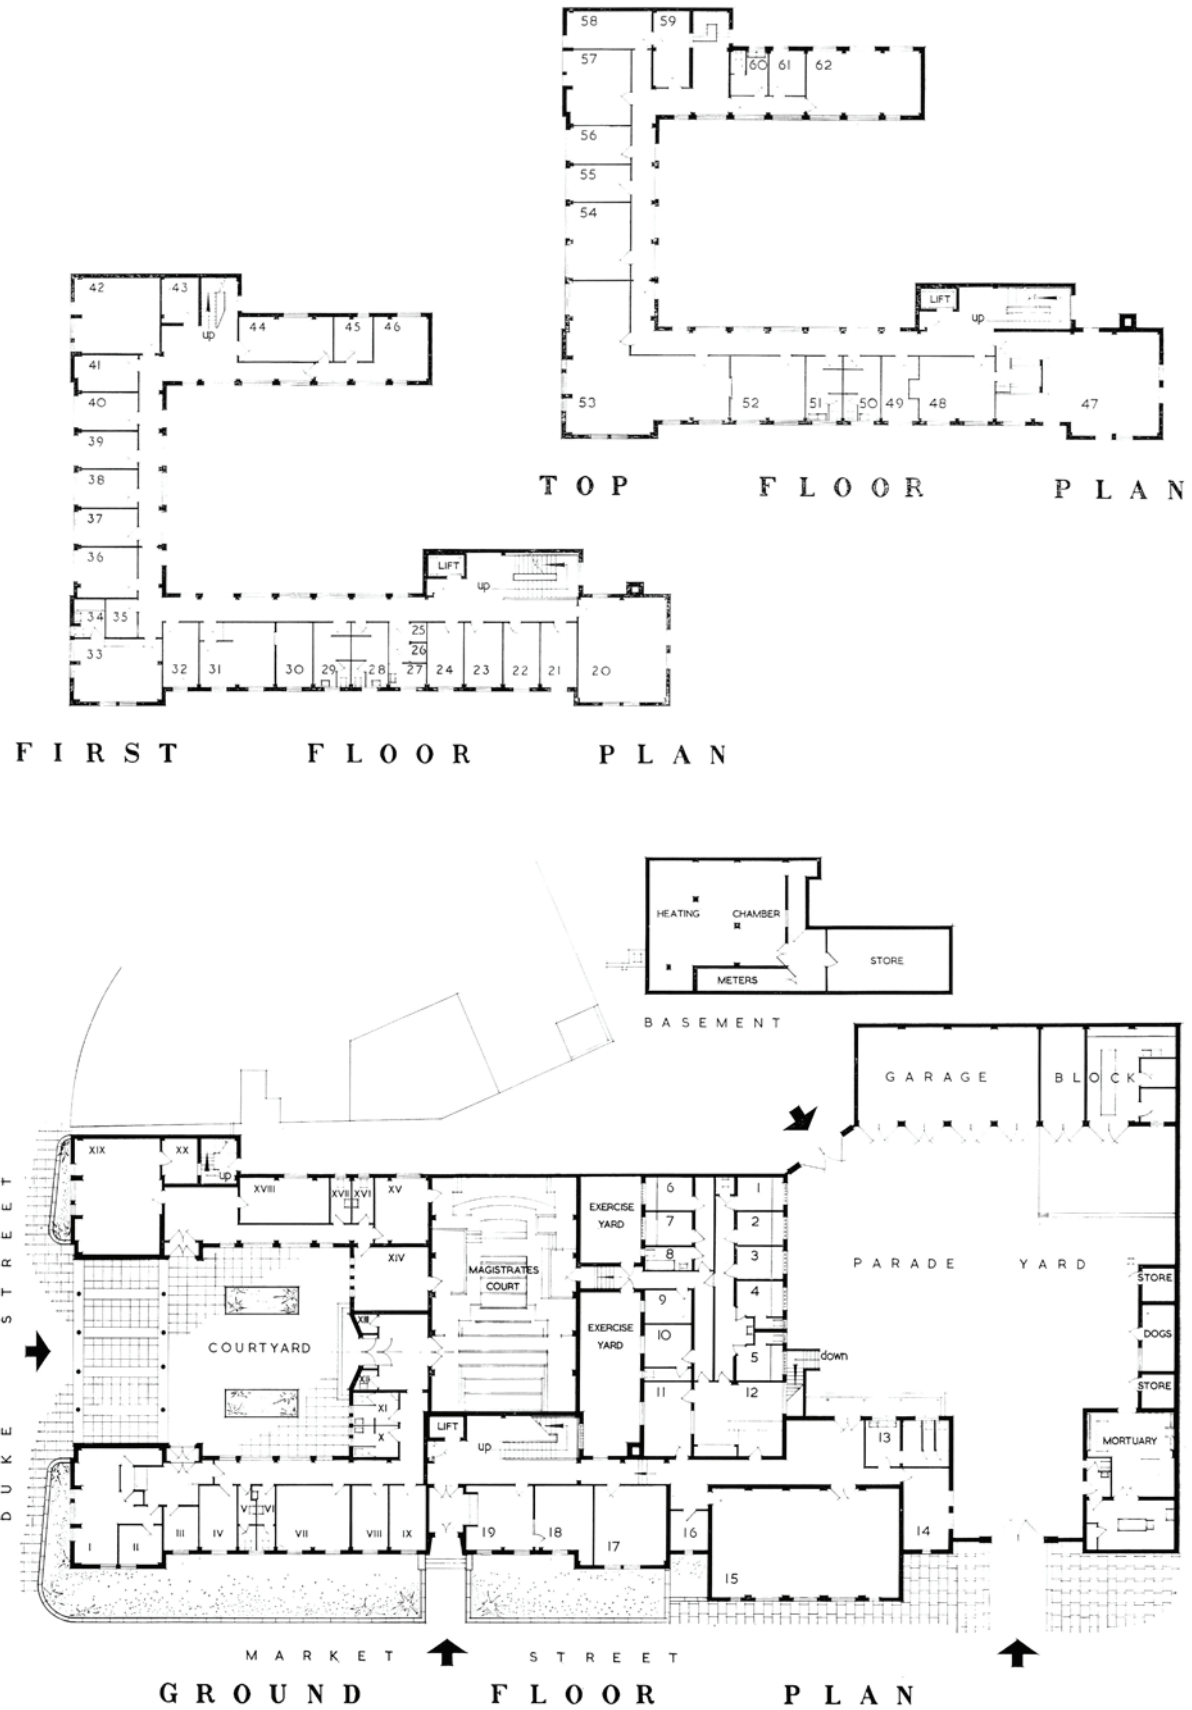 58 59
57 60 61 62
56
55
54
LIFT
up
53 52 51 50 49 48 47
TOP FLOOR PLAN
42 43
up
44 45 46
41
40
39
38
37
36
LIFT
up
34 35
33 32 31 30 29 28 27 26 25 24 23 22 21 20
FIRST FLOOR PLAN
HEATING CHAMBER
STORE
METERS
BASEMENT
GARAGE BLOCK
XIX XX
up
XVIII XVII XVI XV
XIV
MAGISTRATES
COURT
EXERCISE
YARD
6 1
7 2
8 3
4
9
10 5
11 12
EXERCISE
YARD
down
PARADE YARD
STORE
DOGS
STORE
MORTUARY
COURTYARD
XIII
XII
XI
X
LIFT
up
13
I II III IV V VI VII VIII IX 19 18 17 16 15 14
DUKE STREET
MARKET STREET
GROUND FLOOR PLAN